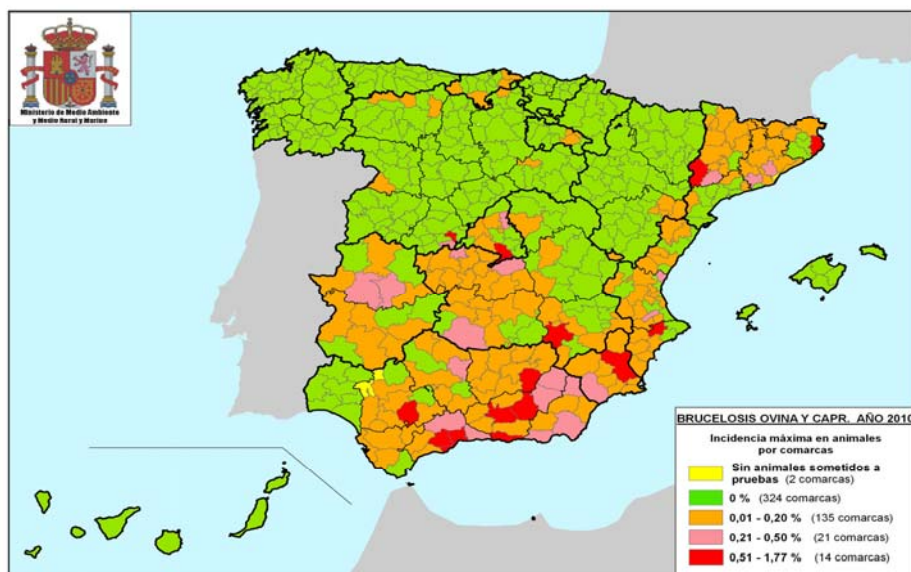 Ministerio de Medio Ambiente
y Medio Rural y Marino
BRUCELOSIS OVINA Y CAPR. AÑO 2010
Incidencia máxima en animales
por comarcas
Sin animales sometidos a
pruebas (2 comarcas)
0 % (324 comarcas)
0,01 - 0,20 % (135 comarcas)
0,21 - 0,50 % (21 comarcas)
0,51 - 1,77 % (14 comarcas)